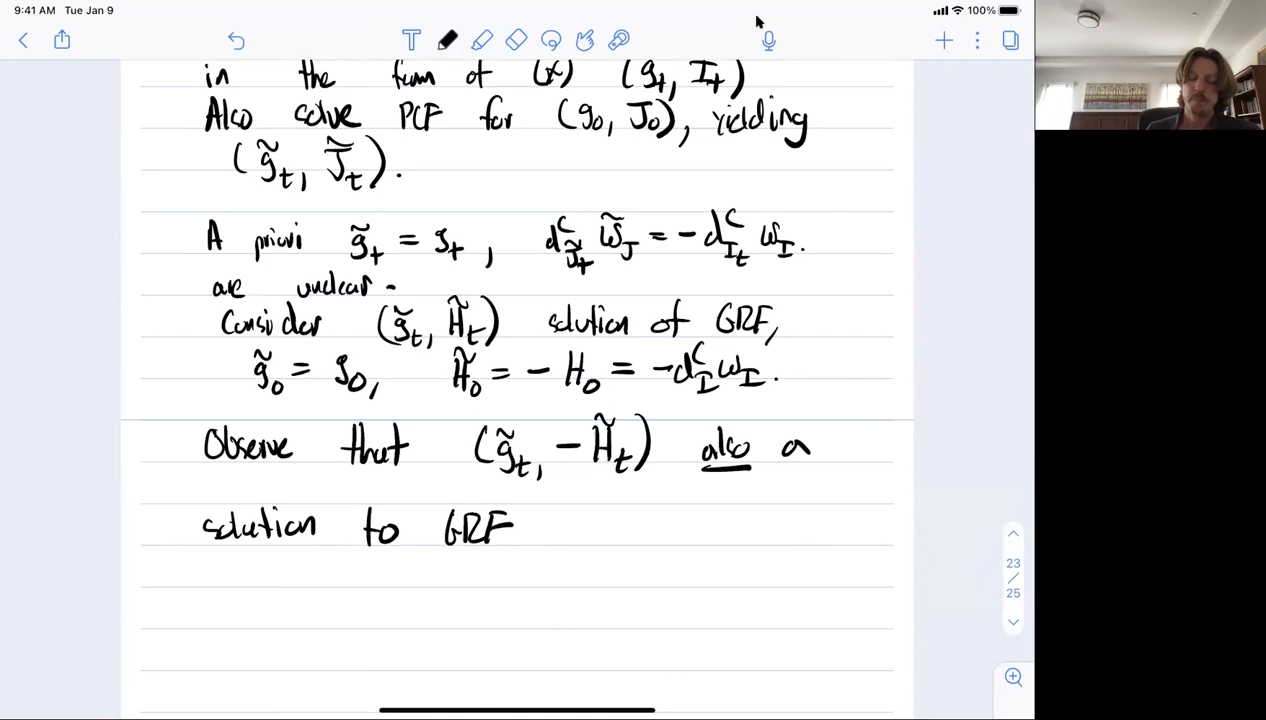 9:41 AM Tue Jan 9
100%
in the form of (*) (g_t, I_t)
Also solve PCF for (g_0, J_0), yielding
(g̃_t, J̃_t).
A priori g̃_t = g_t, d^c_{J̃_t} ω̃_J = -d^c_{I_t} ω_I.
are unclear.
Consider (g̃_t, H̃_t) solution of GRF,
g̃_0 = g_0, H̃_0 = -H_0 = -d^c_I ω_I.
Observe that (g̃_t, -H̃_t) also a
solution to GRF
23
/
25